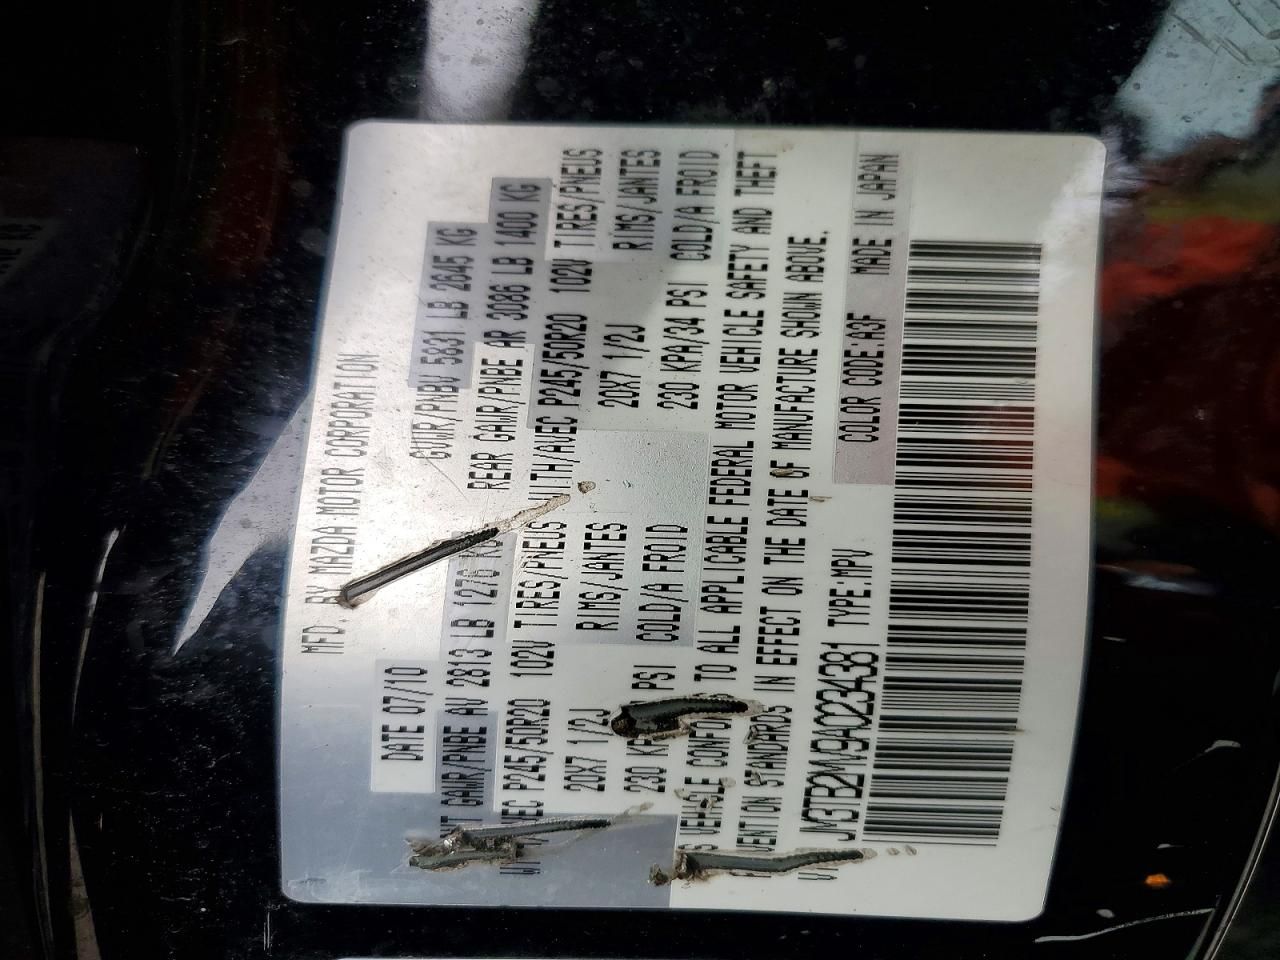 MFD. BY MAZDA MOTOR CORPORATION
DATE 07/10 GVWR/PNBV 5831 LB 2645 KG
GAWR/PNBE AV 2813 LB 1276 KG REAR GAWR/PNBE AR 3086 LB 1400 KG
P245/50R20 102V TIRES/PNEUS WITH/AVEC P245/50R20 102V TIRES/PNEUS
20X7 1/2J RIMS/JANTES 20X7 1/2J RIMS/JANTES
230 PSI COLD/A FROID 230 KPA/34 PSI COLD/A FROID
VEHICLE TO ALL APPLICABLE FEDERAL MOTOR VEHICLE SAFETY AND THEFT
STANDARDS IN EFFECT ON THE DATE OF MANUFACTURE SHOWN ABOVE.
JM3TB2MV9A0234381 TYPE:MPV COLOR CODE:A3F MADE IN JAPAN